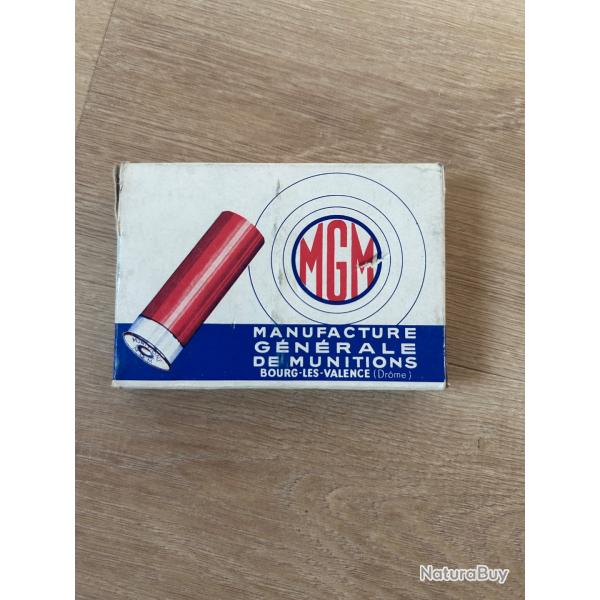 MGM
MANUFACTURE
GÉNÉRALE
DE MUNITIONS
BOURG-LES-VALENCE (Drôme)
NaturaBuy